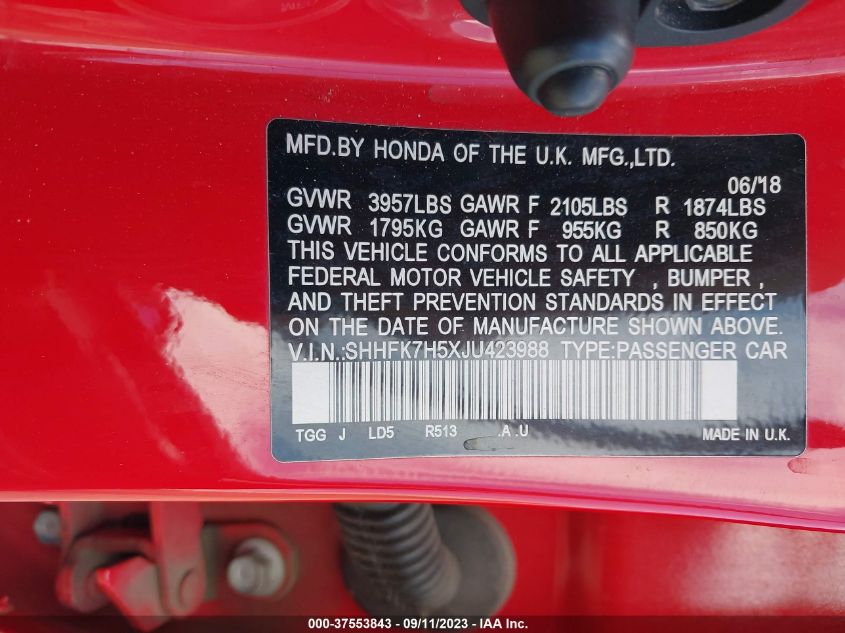 MFD.BY HONDA OF THE U.K. MFG.,LTD.
06/'18
GVWR 3957LBS GAWR F 2105LBS R 1874LBS
GVWR 1795KG GAWR F 955KG R 850KG
THIS VEHICLE CONFORMS TO ALL APPLICABLE
FEDERAL MOTOR VEHICLE SAFETY , BUMPER ,
AND THEFT PREVENTION STANDARDS IN EFFECT
ON THE DATE OF MANUFACTURE SHOWN ABOVE.
V.I.N.:SHHFK7H5XJU423988 TYPE:PASSENGER CAR
TGG J LD5 R513 .A .U MADE IN U.K.
000-37553843 - 09/11/2023 - IAA Inc.